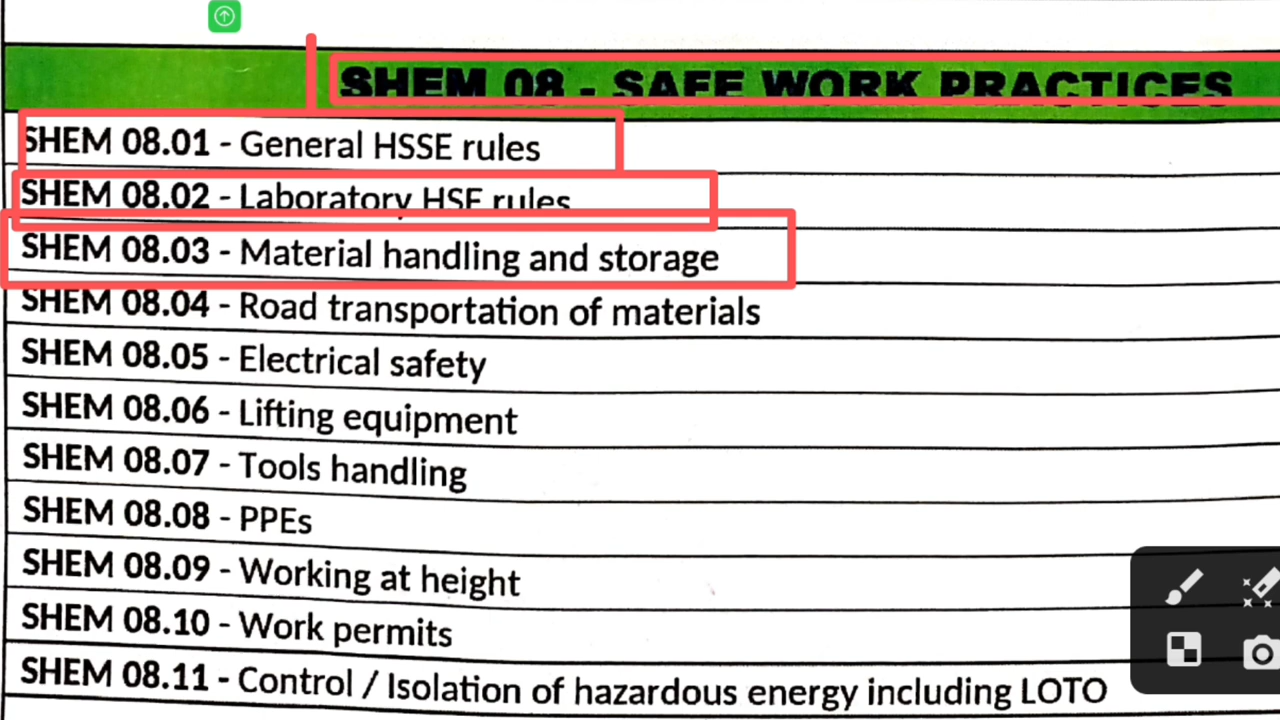 SHEM 08 - SAFE WORK PRACTICES
SHEM 08.01 - General HSSE rules
SHEM 08.02 - Laboratory HSE rules
SHEM 08.03 - Material handling and storage
SHEM 08.04 - Road transportation of materials
SHEM 08.05 - Electrical safety
SHEM 08.06 - Lifting equipment
SHEM 08.07 - Tools handling
SHEM 08.08 - PPEs
SHEM 08.09 - Working at height
SHEM 08.10 - Work permits
SHEM 08.11 - Control / Isolation of hazardous energy including LOTO